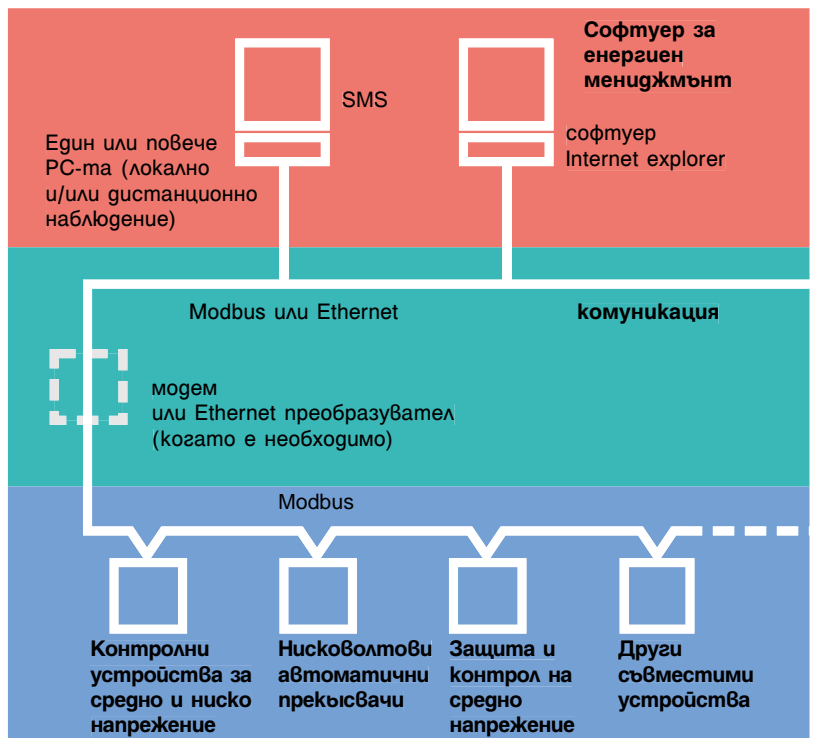 Софтуер за
енергиен
мениджмънт
SMS
Един или повече
PC-та (локално
и/или дистанционно
наблюдение)
софтуер
Internet explorer
Modbus или Ethernet
комуникация
модем
или Ethernet преобразувател
(когато е необходимо)
Modbus
Контролни
устройства за
средно и ниско
напрежение
Нисковолтови
автоматични
прекъсвачи
Защита и
контрол на
средно
напрежение
Други
съвместими
устройства